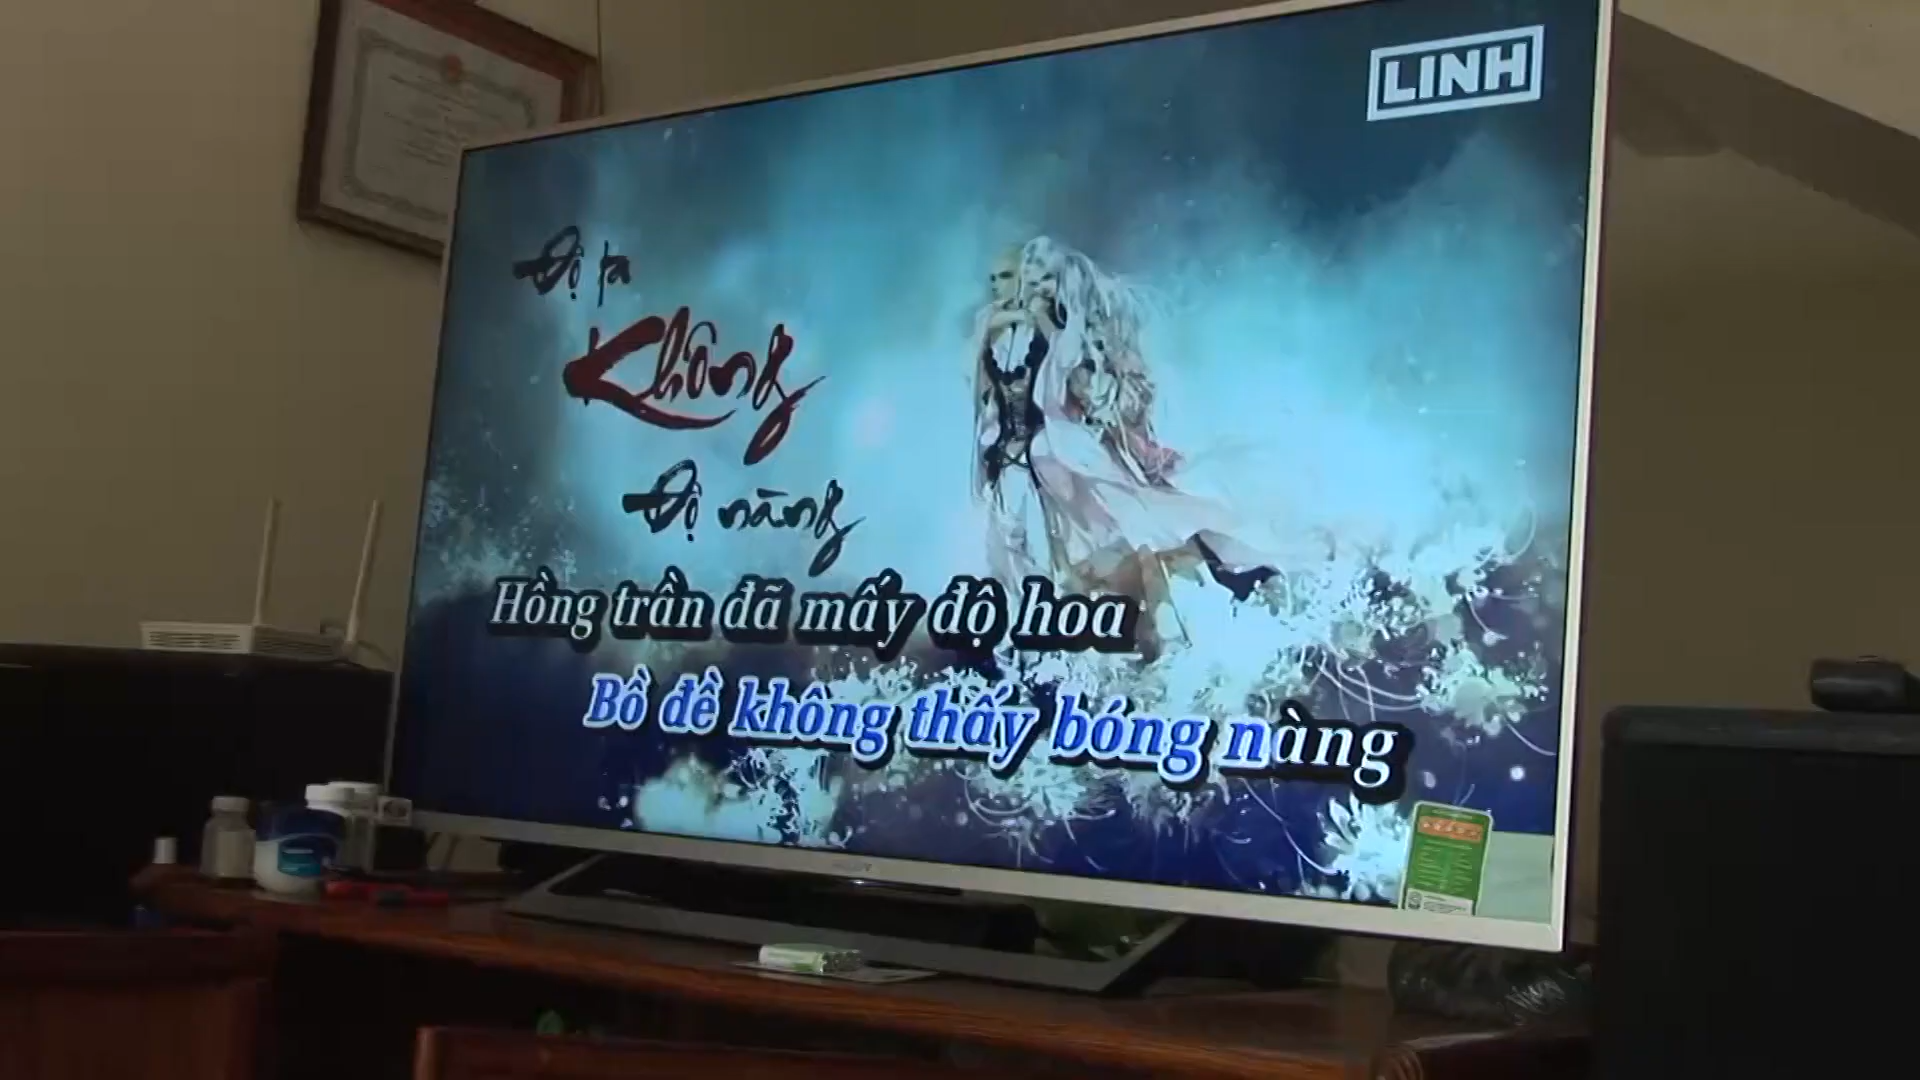 LINH
Độ ta
Không
Độ nàng
Hồng trần đã mấy độ hoa
Bồ đề không thấy bóng nàng